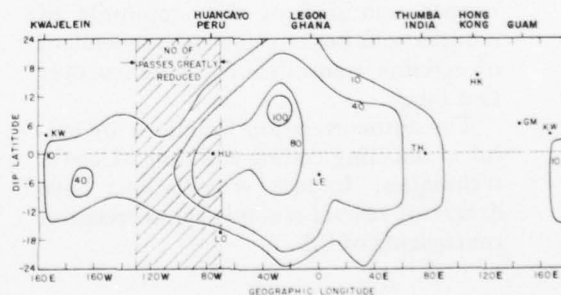 KWAJELEIN HUANCAYO PERU LEGON GHANA THUMBA INDIA HONG KONG GUAM
NO OF
PASSES GREATLY
REDUCED
DIP LATITUDE
24
18
12
6
0
-6
-12
-18
-24
KW
10
40
HU
LO
100
80
LE
10
40
TH
HK
GM
KW
10
160E 160W 120W 80W 40W 0 40E 80E 120E 160E
GEOGRAPHIC LONGITUDE